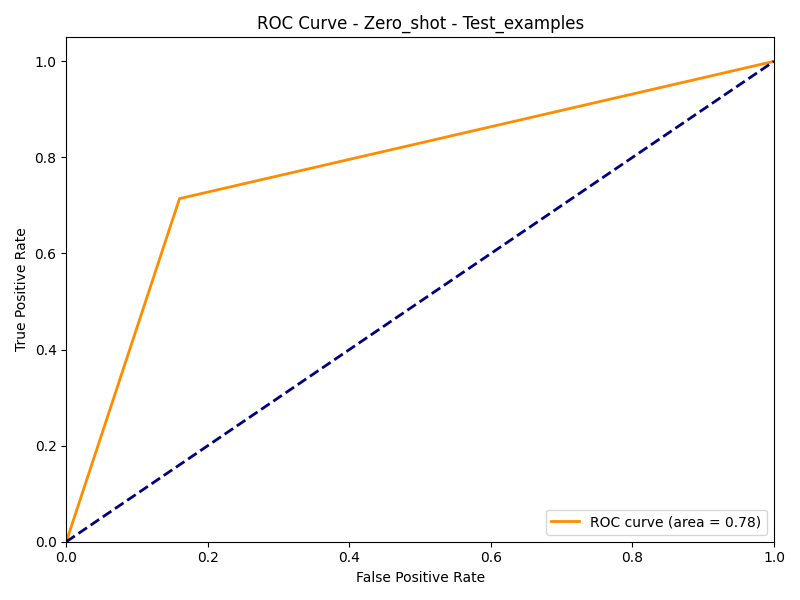 ROC Curve - Zero_shot - Test_examples
True Positive Rate
1.0
0.8
0.6
0.4
0.2
0.0
0.0 0.2 0.4 0.6 0.8 1.0
False Positive Rate
ROC curve (area = 0.78)